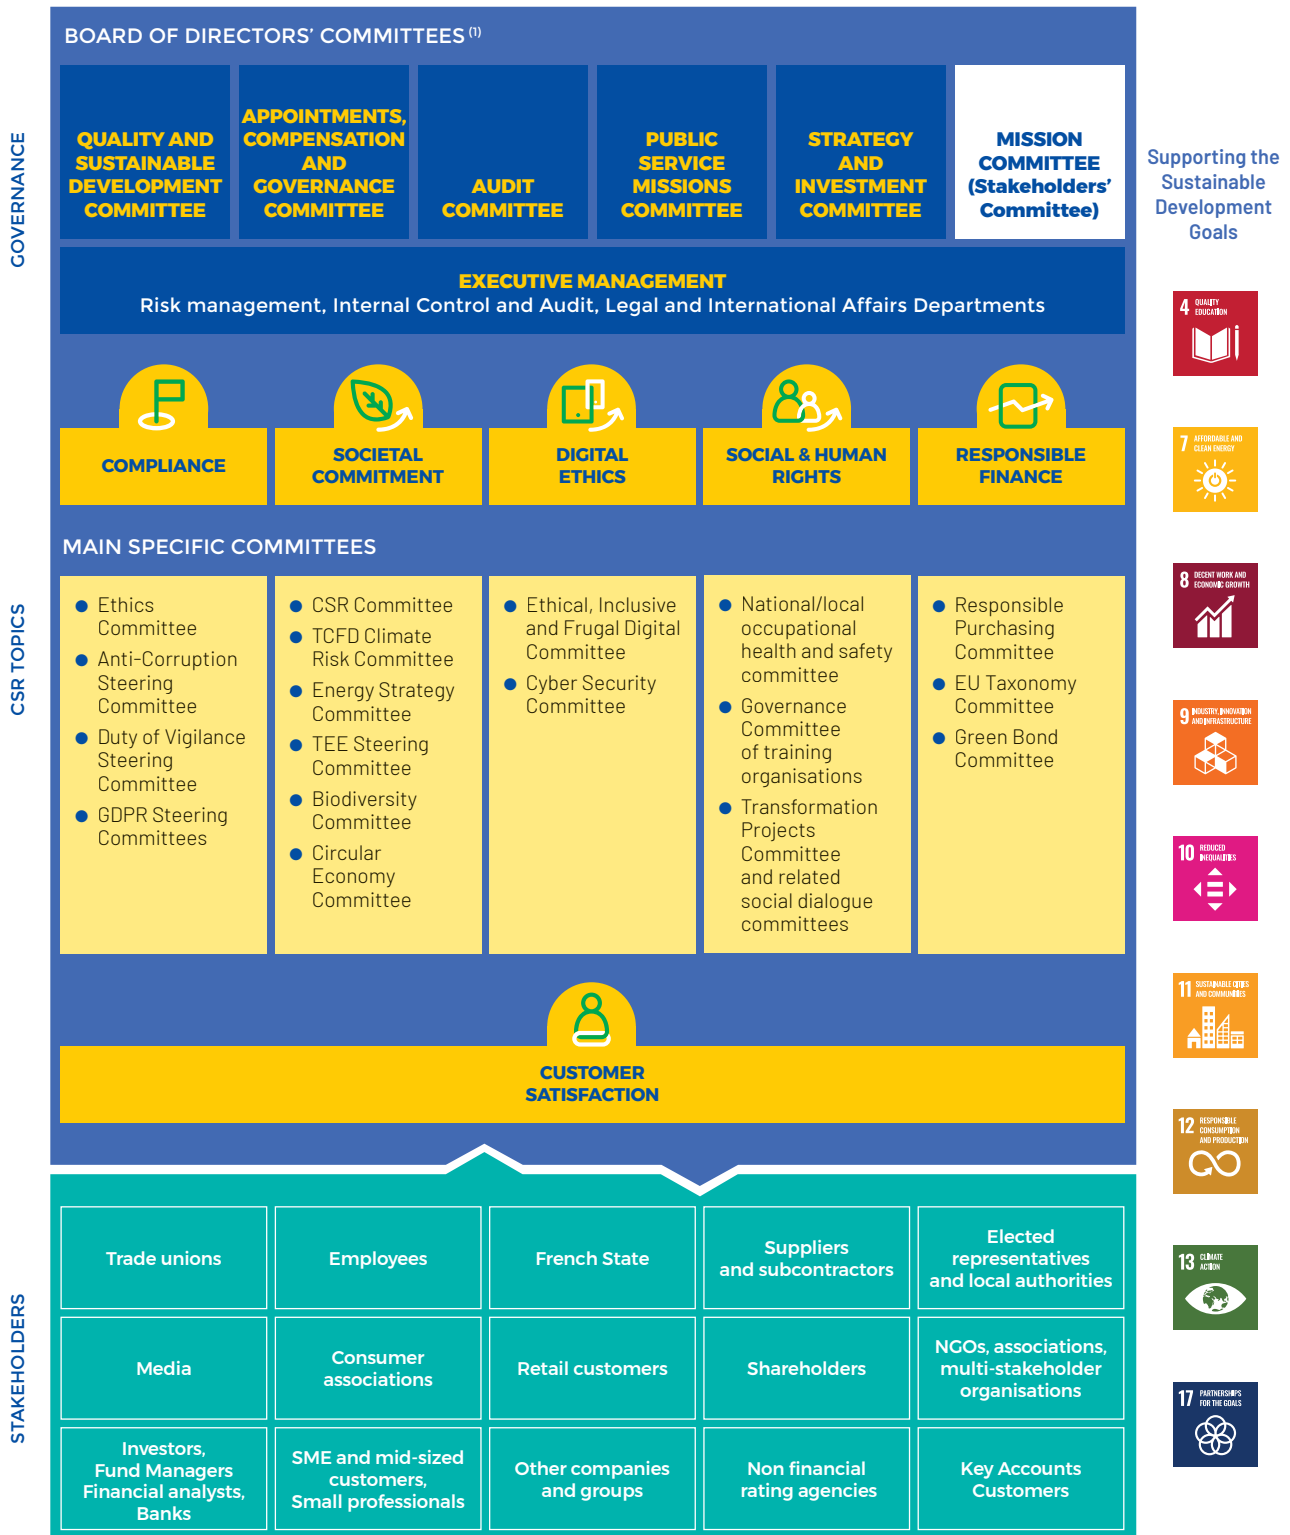 BOARD OF DIRECTORS’ COMMITTEES (1)
QUALITY AND
SUSTAINABLE
DEVELOPMENT
COMMITTEE
APPOINTMENTS,
COMPENSATION
AND
GOVERNANCE
COMMITTEE
AUDIT
COMMITTEE
PUBLIC
SERVICE
MISSIONS
COMMITTEE
STRATEGY
AND
INVESTMENT
COMMITTEE
MISSION
COMMITTEE
(Stakeholders’
Committee)
GOVERNANCE
EXECUTIVE MANAGEMENT
Risk management, Internal Control and Audit, Legal and International Affairs Departments
COMPLIANCE
SOCIETAL
COMMITMENT
DIGITAL
ETHICS
SOCIAL & HUMAN
RIGHTS
RESPONSIBLE
FINANCE
CSR TOPICS
MAIN SPECIFIC COMMITTEES
● Ethics
Committee
● Anti-Corruption
Steering
Committee
● Duty of Vigilance
Steering
Committee
● GDPR Steering
Committees
● CSR Committee
● TCFD Climate
Risk Committee
● Energy Strategy
Committee
● TEE Steering
Committee
● Biodiversity
Committee
● Circular
Economy
Committee
● Ethical, Inclusive
and Frugal Digital
Committee
● Cyber Security
Committee
● National/local
occupational
health and safety
committee
● Governance
Committee
of training
organisations
● Transformation
Projects
Committee
and related
social dialogue
committees
● Responsible
Purchasing
Committee
● EU Taxonomy
Committee
● Green Bond
Committee
CUSTOMER
SATISFACTION
STAKEHOLDERS
Trade unions
Employees
French State
Suppliers
and subcontractors
Elected
representatives
and local authorities
Media
Consumer
associations
Retail customers
Shareholders
NGOs, associations,
multi-stakeholder
organisations
Investors,
Fund Managers
Financial analysts,
Banks
SME and mid-sized
customers,
Small professionals
Other companies
and groups
Non financial
rating agencies
Key Accounts
Customers
Supporting the
Sustainable
Development
Goals
4 QUALITY
EDUCATION
7 AFFORDABLE AND
CLEAN ENERGY
8 DECENT WORK AND
ECONOMIC GROWTH
9 INDUSTRY, INNOVATION
AND INFRASTRUCTURE
10 REDUCED
INEQUALITIES
11 SUSTAINABLE CITIES
AND COMMUNITIES
12 RESPONSIBLE
CONSUMPTION
AND PRODUCTION
13 CLIMATE
ACTION
17 PARTNERSHIPS
FOR THE GOALS